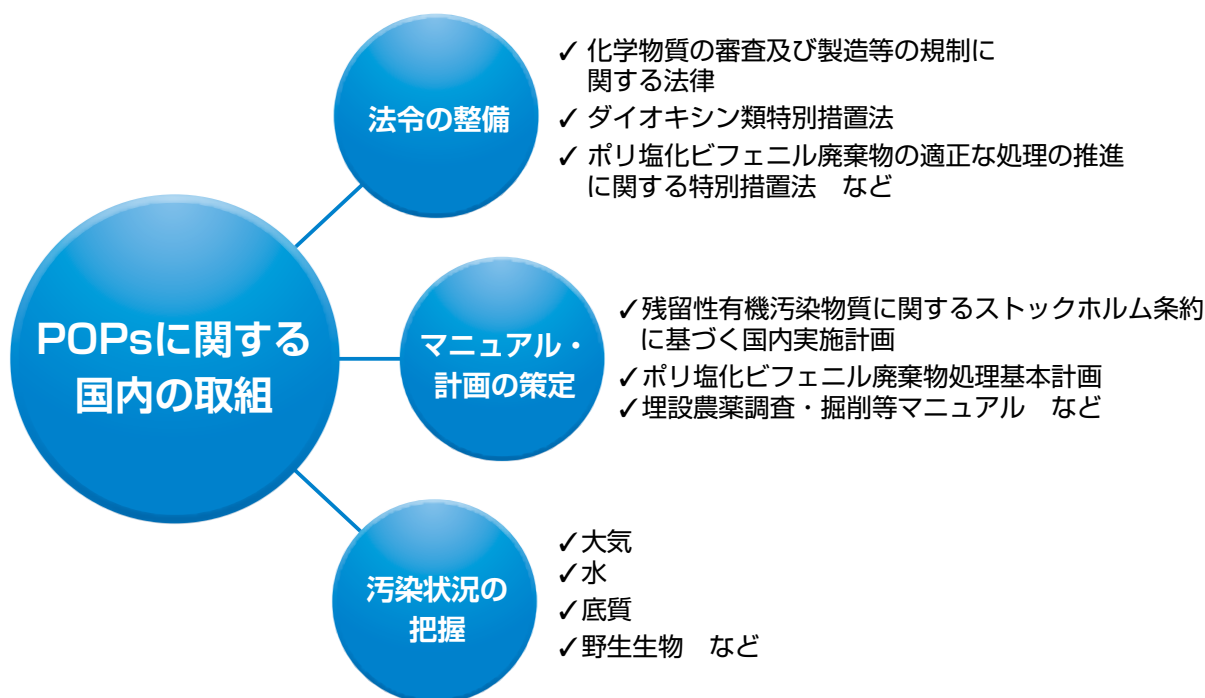 POPsに関する
国内の取組
法令の整備
✓ 化学物質の審査及び製造等の規制に
関する法律
✓ ダイオキシン類特別措置法
✓ ポリ塩化ビフェニル廃棄物の適正な処理の推進
に関する特別措置法　など
マニュアル・
計画の策定
✓残留性有機汚染物質に関するストックホルム条約
に基づく国内実施計画
✓ポリ塩化ビフェニル廃棄物処理基本計画
✓埋設農薬調査・掘削等マニュアル　など
汚染状況の
把握
✓大気
✓水
✓底質
✓野生生物　など